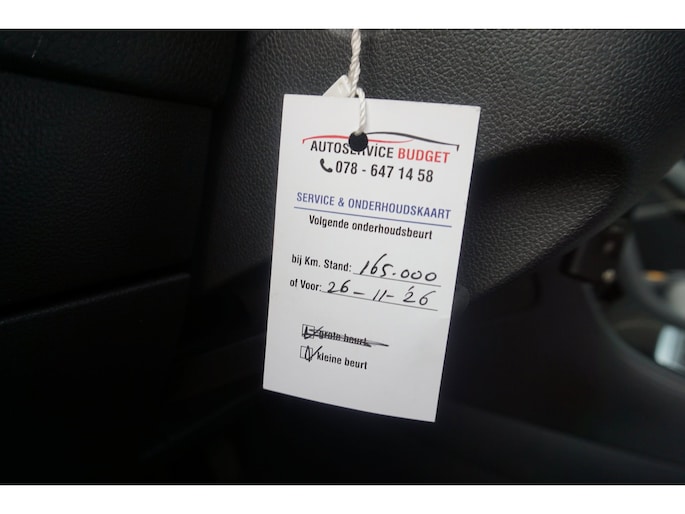 AUTOSERVICE BUDGET
078 - 647 14 58
SERVICE & ONDERHOUDSKAART
Volgende onderhoudsbeurt
bij Km. Stand: 165.000
of Voor: 26-11-'26
grote beurt
kleine beurt